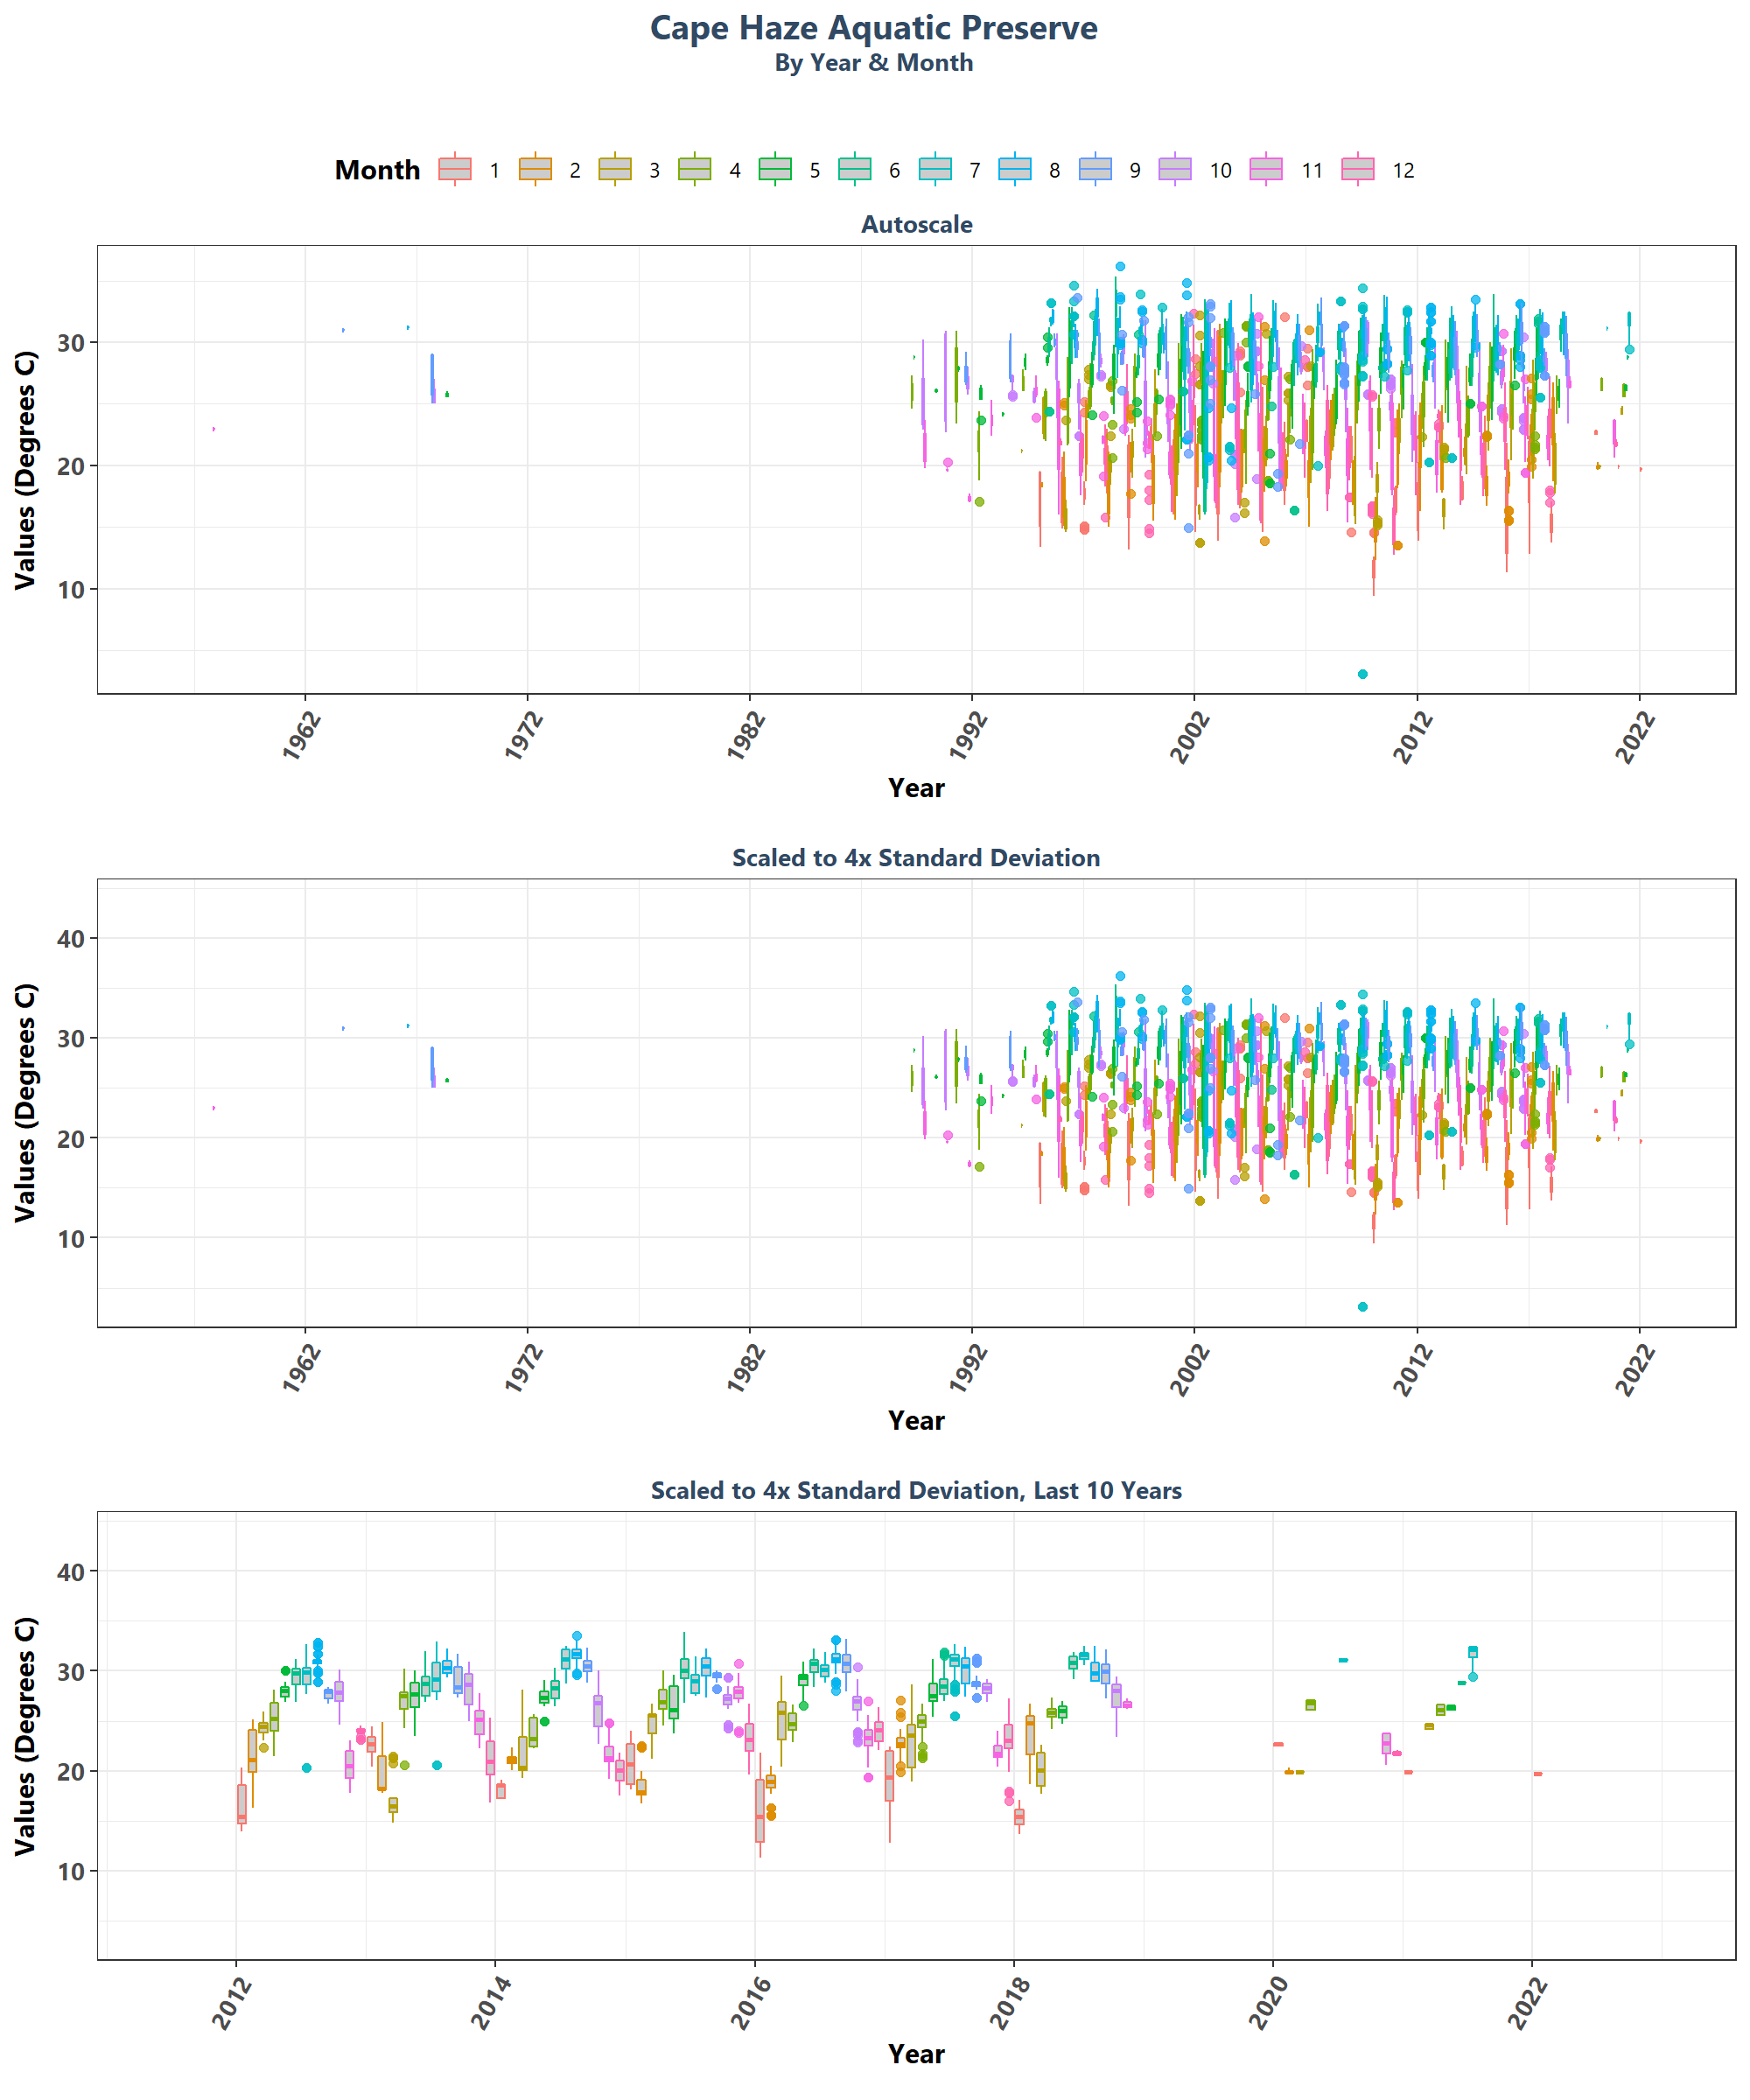 Cape Haze Aquatic Preserve
By Year & Month
Month 1 2 3 4 5 6 7 8 9 10 11 12
Autoscale
Values (Degrees C)
30
20
10
1962 1972 1982 1992 2002 2012 2022
Year
Scaled to 4x Standard Deviation
Values (Degrees C)
40
30
20
10
1962 1972 1982 1992 2002 2012 2022
Year
Scaled to 4x Standard Deviation, Last 10 Years
Values (Degrees C)
40
30
20
10
2012 2014 2016 2018 2020 2022
Year